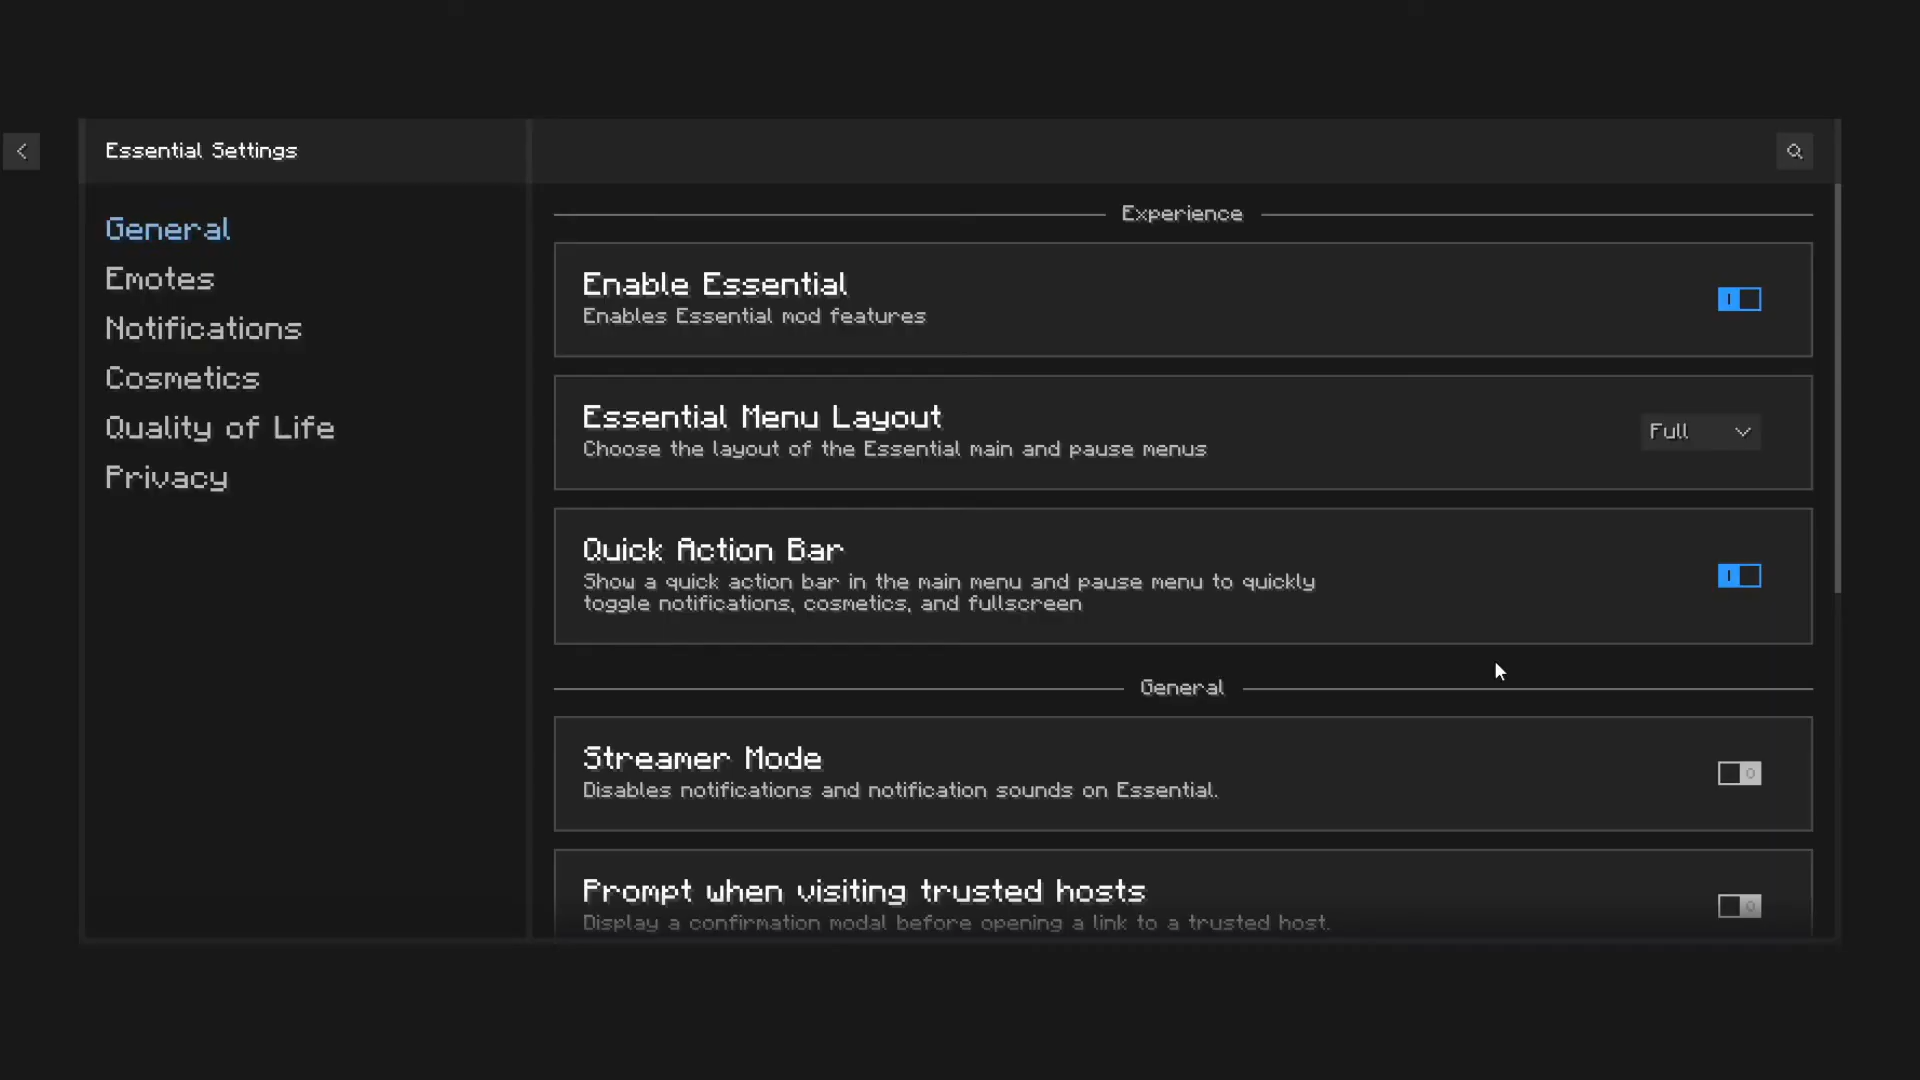 Essential Settings
General
Emotes
Notifications
Cosmetics
Quality of Life
Privacy
Experience
Enable Essential
Enables Essential mod features
Essential Menu Layout
Choose the layout of the Essential main and pause menus
Full
Quick Action Bar
Show a quick action bar in the main menu and pause menu to quickly
toggle notifications, cosmetics, and fullscreen
General
Streamer Mode
Disables notifications and notification sounds on Essential.
Prompt when visiting trusted hosts
Display a confirmation modal before opening a link to a trusted host.